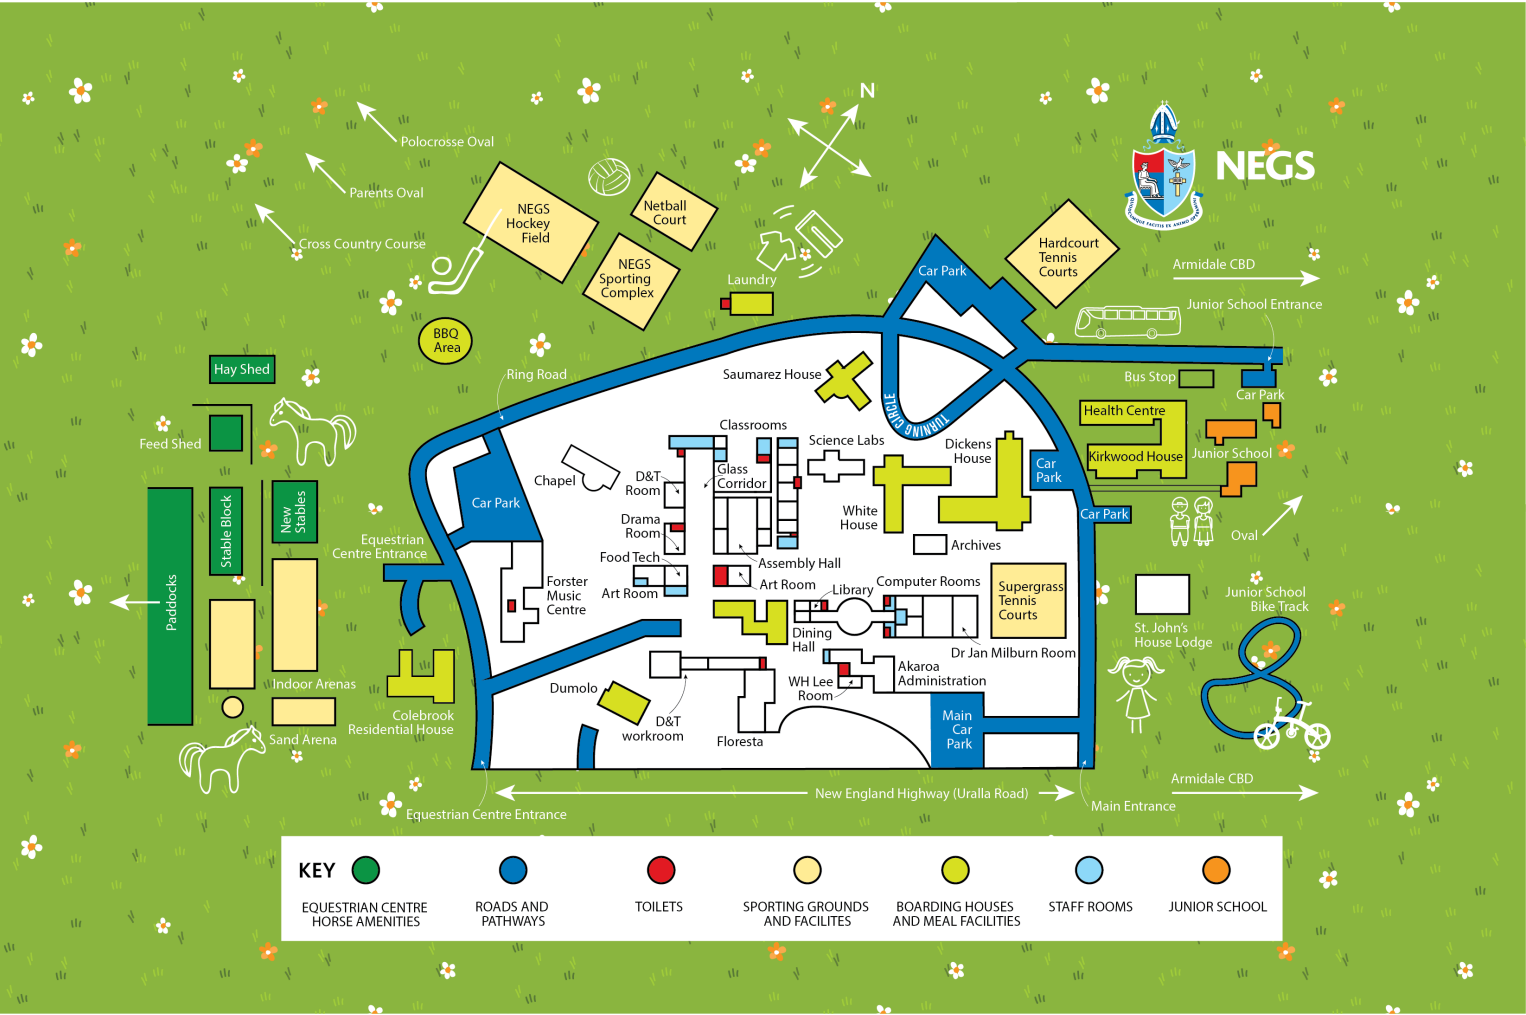 N
NEGS
Polocrosse Oval
Parents Oval
Cross Country Course
NEGS
Hockey
Field
Netball
Court
NEGS
Sporting
Complex
Laundry
BBQ
Area
Ring Road
Car Park
Hardcourt
Tennis
Courts
Armidale CBD
Junior School Entrance
Bus Stop
Car Park
Health Centre
Kirkwood House
Junior School
Car
Park
Car Park
Oval
Hay Shed
Feed Shed
Stable Block
New
Stables
Paddocks
Indoor Arenas
Sand Arena
Equestrian
Centre Entrance
Colebrook
Residential House
Car Park
Chapel
Saumarez House
TURNING CIRCLE
Classrooms
Science Labs
Dickens
House
Glass
Corridor
D&T
Room
Drama
Room
Food Tech
Art Room
White
House
Archives
Assembly Hall
Art Room
Library
Computer Rooms
Supergrass
Tennis
Courts
Forster
Music
Centre
Dining
Hall
Dr Jan Milburn Room
WH Lee
Room
Akaroa
Administration
Dumolo
D&T
workroom
Floresta
Main
Car
Park
St. John's
House Lodge
Junior School
Bike Track
Armidale CBD
New England Highway (Uralla Road)
Main Entrance
Equestrian Centre Entrance
KEY
EQUESTRIAN CENTRE
HORSE AMENITIES
ROADS AND
PATHWAYS
TOILETS
SPORTING GROUNDS
AND FACILITES
BOARDING HOUSES
AND MEAL FACILITIES
STAFF ROOMS
JUNIOR SCHOOL